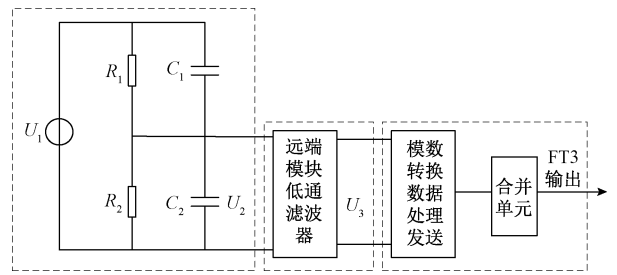 U₁
R₁
C₁
R₂
C₂
U₂
远端
模块
低通
滤波
器
U₃
模数
转换
数据
处理
发送
合并
单元
FT3
输出